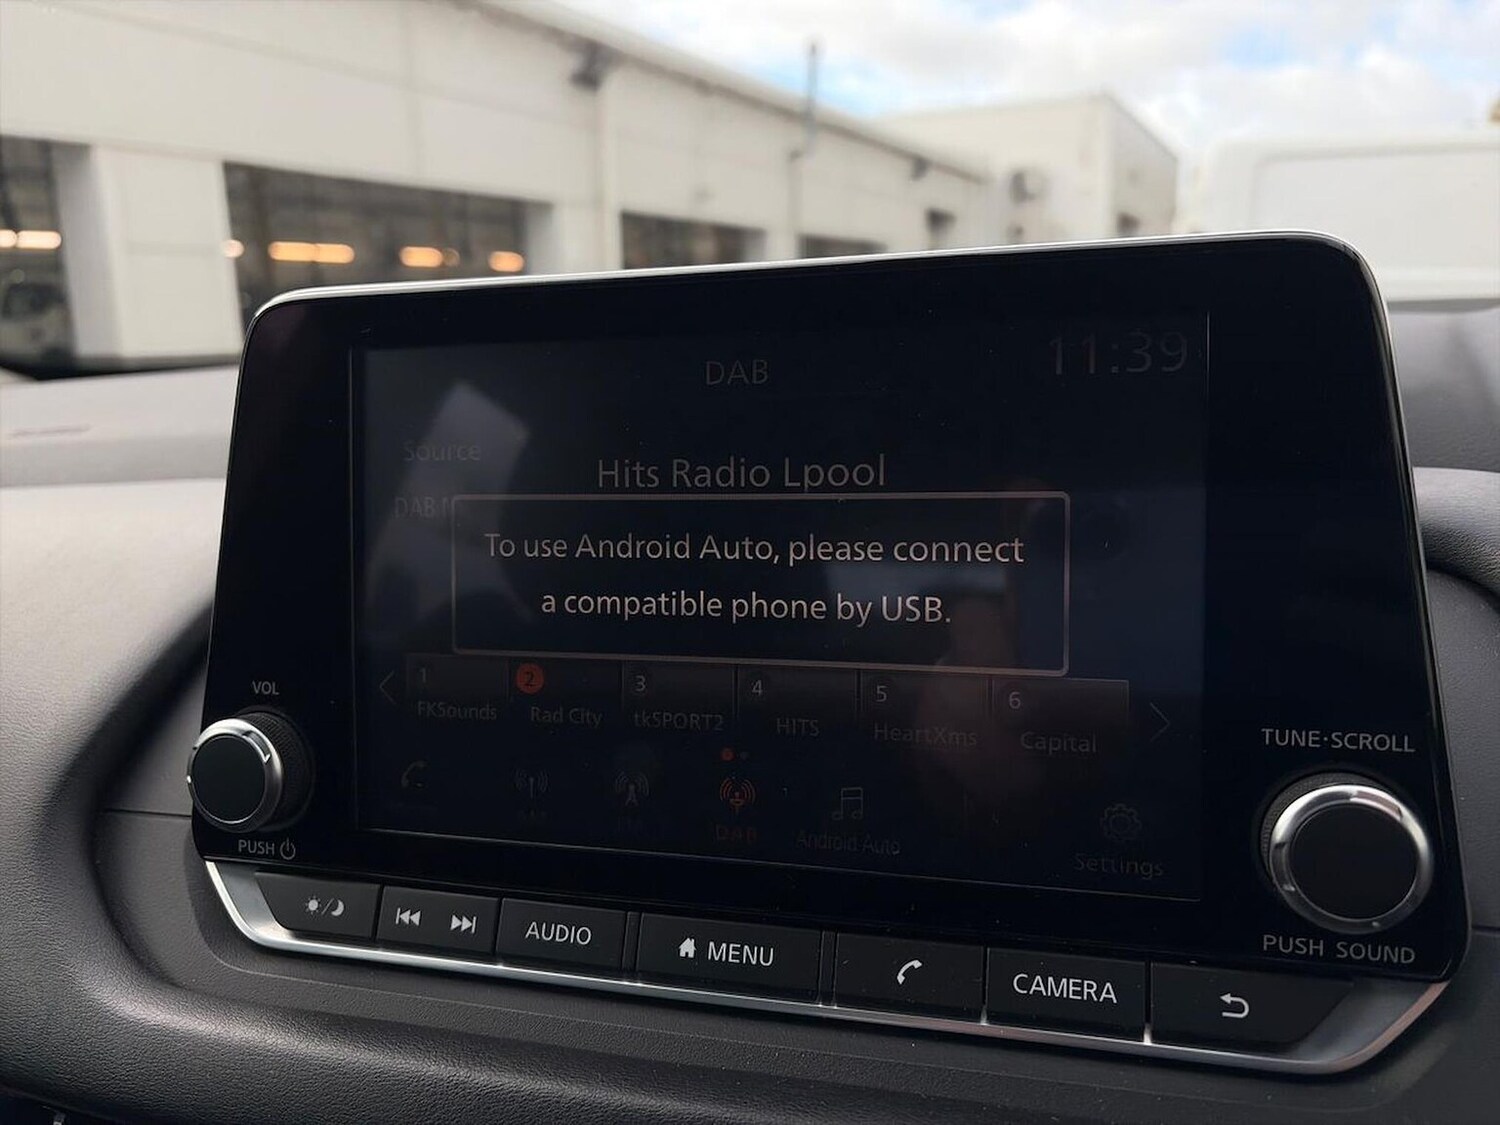 DAB
11:39
Source
Hits Radio Lpool
DAB
To use Android Auto, please connect
a compatible phone by USB.
1
FKSounds
2
Rad City
3
tkSPORT2
4
HITS
5
HeartXms
6
Capital
DAB
Android Auto
Settings
VOL
PUSH
TUNE·SCROLL
PUSH SOUND
AUDIO
MENU
CAMERA